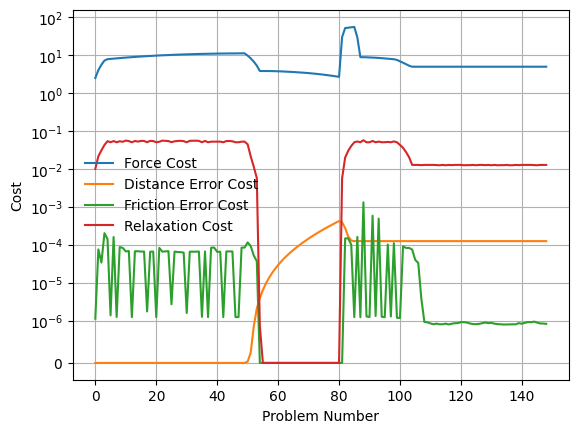 10²
10¹
10⁰
10⁻¹
10⁻²
10⁻³
10⁻⁴
10⁻⁵
10⁻⁶
0
Cost
Force Cost
Distance Error Cost
Friction Error Cost
Relaxation Cost
0 20 40 60 80 100 120 140
Problem Number